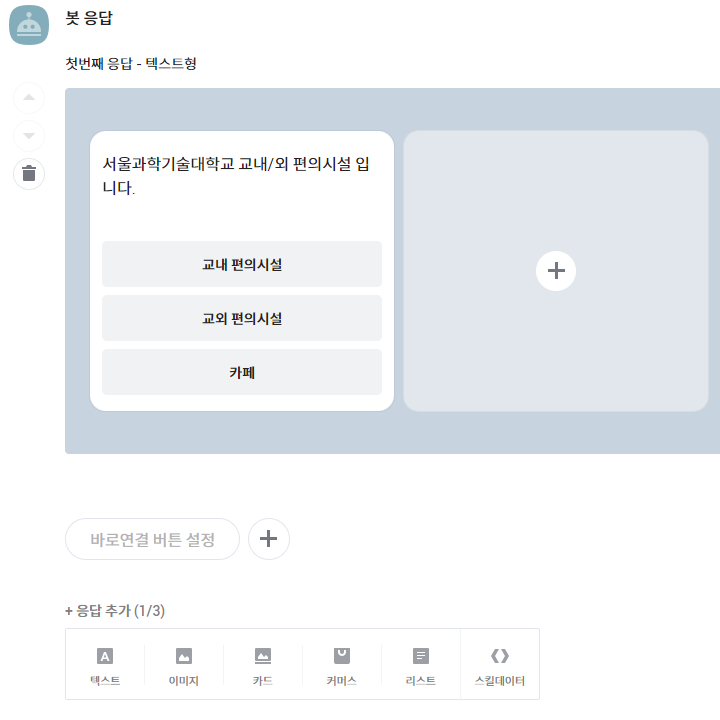 봇 응답
첫번째 응답 - 텍스트형
서울과학기술대학교 교내/외 편의시설 입
니다.
교내 편의시설
교외 편의시설
카페
바로연결 버튼 설정
+ 응답 추가 (1/3)
텍스트 이미지 카드 커머스 리스트 스킬데이터